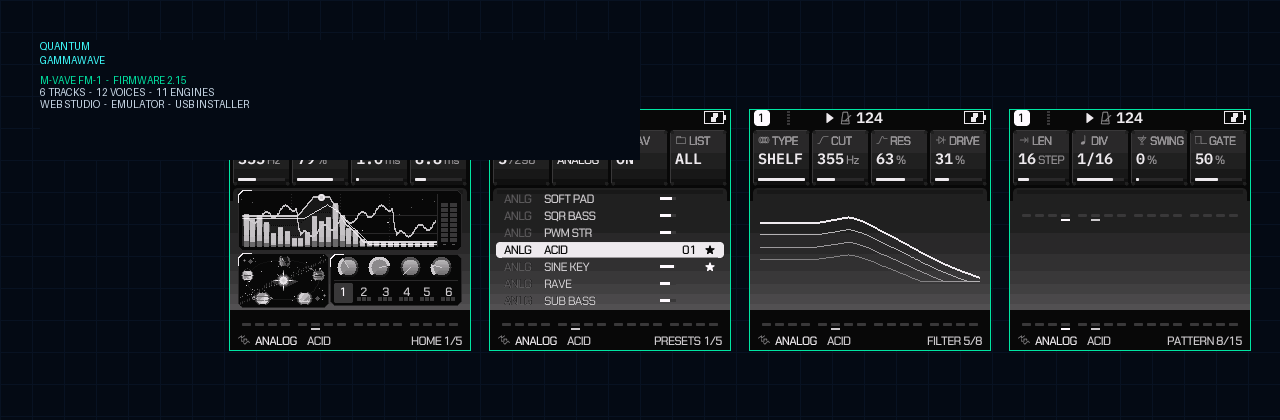 QUANTUM
GAMMAWAVE
M-VAVE FM-1 - FIRMWARE 2.15
6 TRACKS - 12 VOICES - 11 ENGINES
WEB STUDIO - EMULATOR - USB INSTALLER
1 2 3 4 5 6
ANALOG ACID HOME 1/5
LIST
ALL
ANLG SOFT PAD
ANLG SQR BASS
ANLG PWM STR
ANLG ACID 01 ★
ANLG SINE KEY ★
ANLG RAVE
ANLG SUB BASS
ANALOG ACID PRESETS 1/5
1 124
TYPE CUT RES DRIVE
SHELF 355 Hz 63 % 31 %
ANALOG ACID FILTER 5/8
1 124
LEN DIV SWING GATE
16 STEP 1/16 0 % 50 %
ANALOG ACID PATTERN 8/15